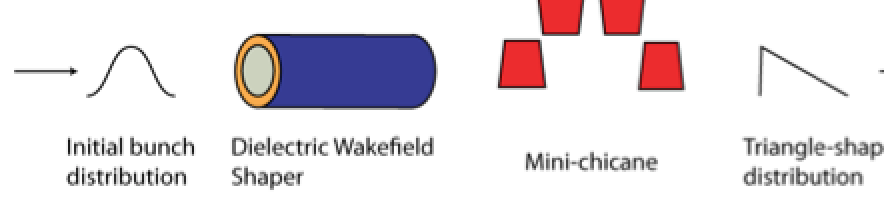 Initial bunch
distribution
Dielectric Wakefield
Shaper
Mini-chicane
Triangle-shap
distribution